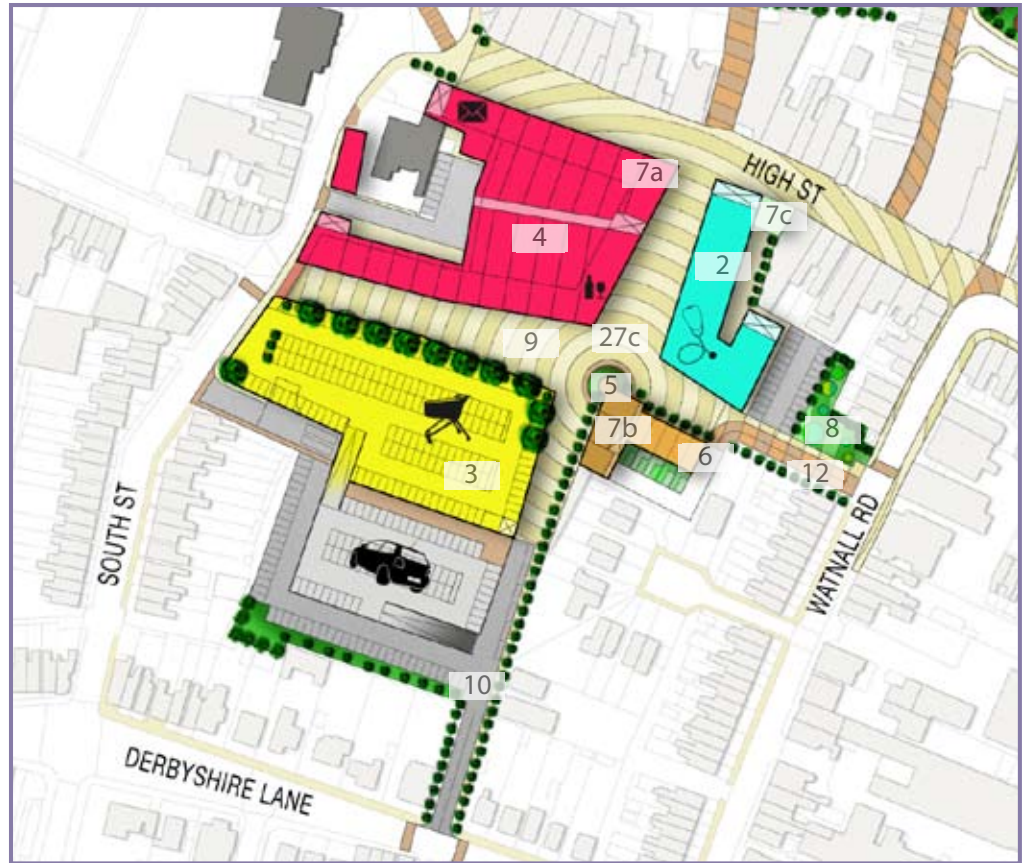 7a
HIGH ST
7c
4
2
27c
9
5
7b
8
6
3
12
SOUTH ST
WATNALL RD
10
DERBYSHIRE LANE